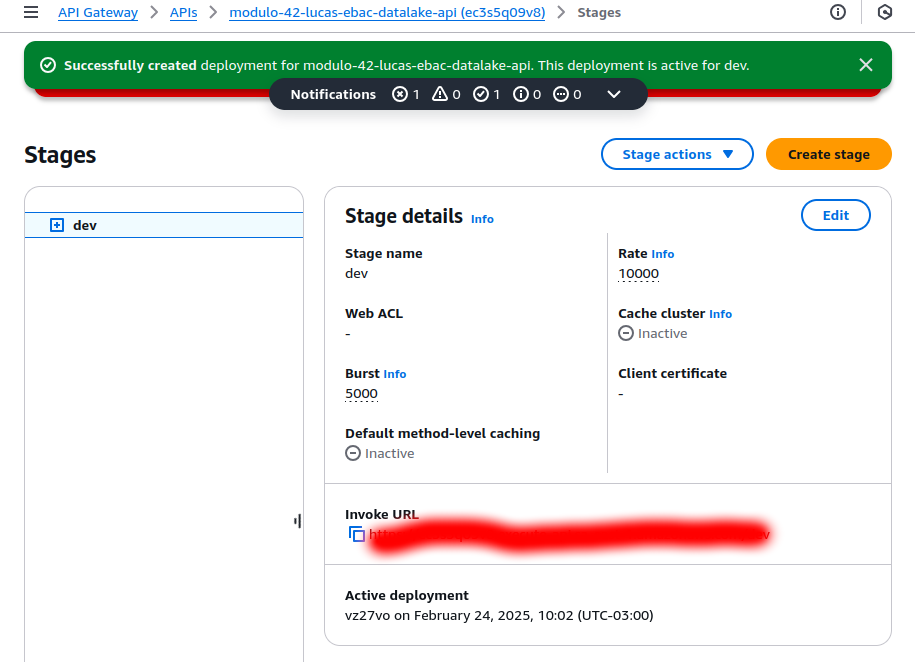 API Gateway > APIs > modulo-42-lucas-ebac-datalake-api (ec3s5q09v8) > Stages
Successfully created deployment for modulo-42-lucas-ebac-datalake-api. This deployment is active for dev.
Notifications 1 0 1 0 0
Stages
Stage actions
Create stage
dev
Stage details Info
Edit
Stage name
dev
Rate Info
10000
Web ACL
-
Cache cluster Info
Inactive
Burst Info
5000
Client certificate
-
Default method-level caching
Inactive
Invoke URL
Active deployment
vz27vo on February 24, 2025, 10:02 (UTC-03:00)